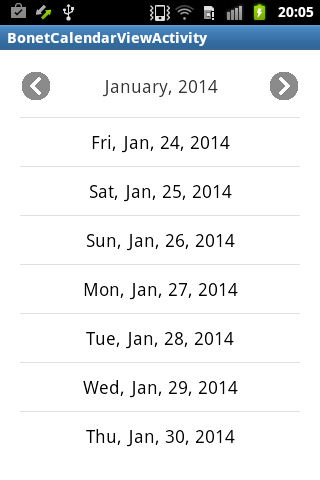 20:05
BonetCalendarViewActivity
January, 2014
Fri, Jan, 24, 2014
Sat, Jan, 25, 2014
Sun, Jan, 26, 2014
Mon, Jan, 27, 2014
Tue, Jan, 28, 2014
Wed, Jan, 29, 2014
Thu, Jan, 30, 2014